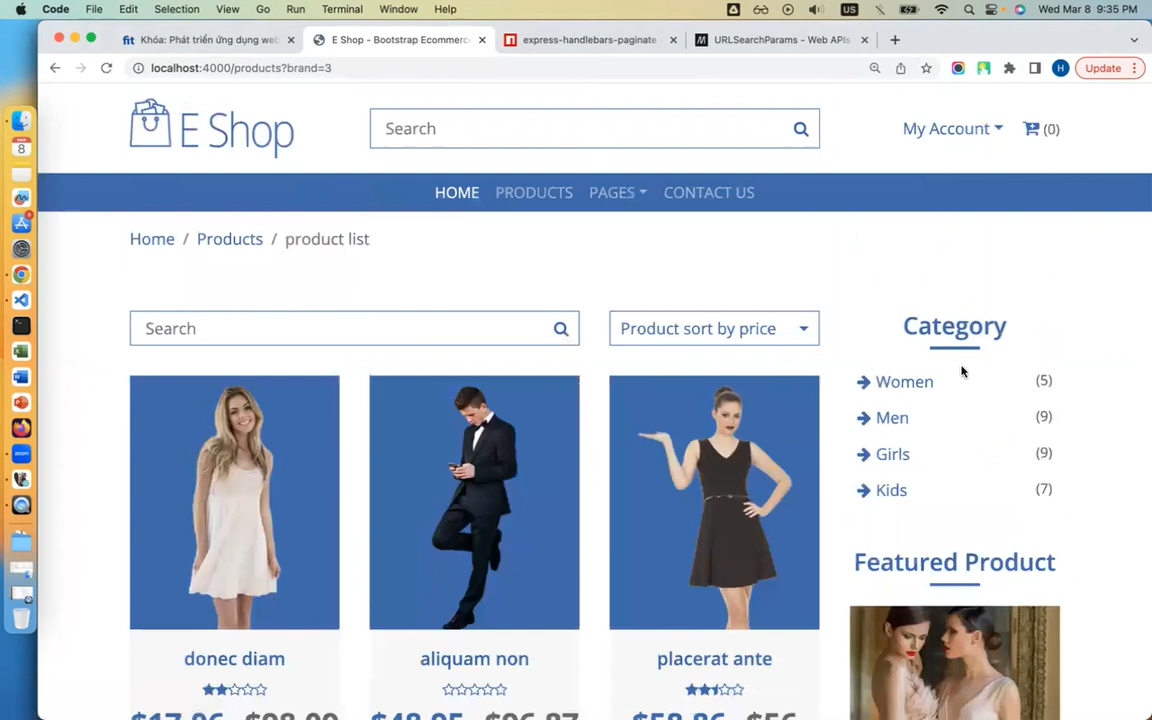 Code File Edit Selection View Go Run Terminal Window Help US Wed Mar 8 9:35 PM
fit Khóa: Phát triển ứng dụng web E Shop - Bootstrap Ecommerc express-handlebars-paginate URLSearchParams - Web APIs
localhost:4000/products?brand=3 H Update
E Shop Search My Account (0)
HOME PRODUCTS PAGES CONTACT US
Home / Products / product list
Search Product sort by price
Category
Women (5)
Men (9)
Girls (9)
Kids (7)
Featured Product
donec diam aliquam non placerat ante